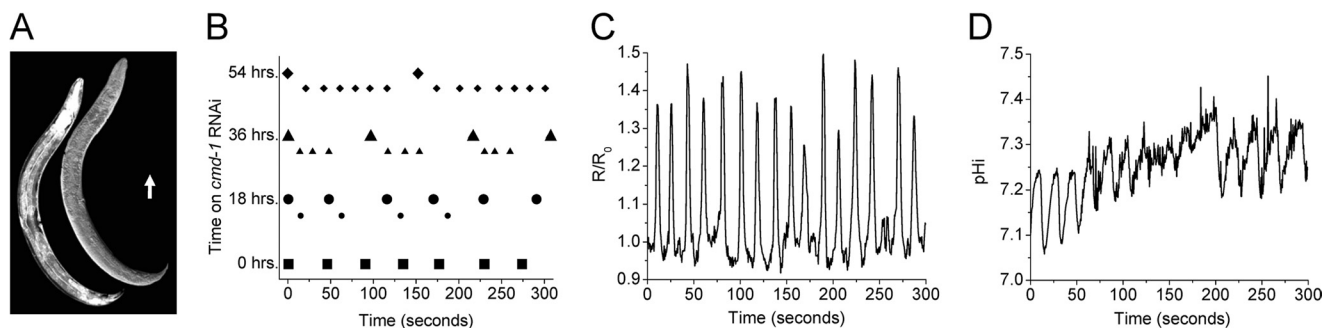 A
B
Time on cmd-1 RNAi
54 hrs.
36 hrs.
18 hrs.
0 hrs.
0 50 100 150 200 250 300
Time (seconds)
C
R/R0
1.5
1.4
1.3
1.2
1.1
1.0
0.9
0 50 100 150 200 250 300
Time (seconds)
D
pHi
7.5
7.4
7.3
7.2
7.1
7.0
0 50 100 150 200 250 300
Time (seconds)